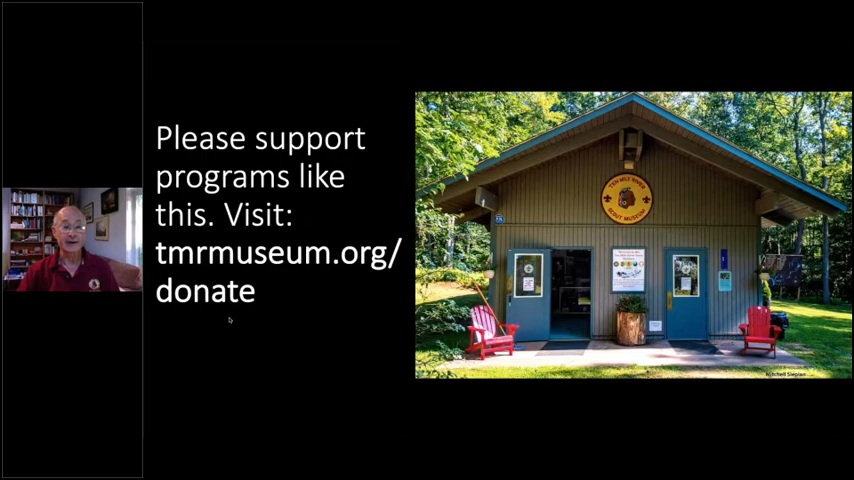 Please support
programs like
this. Visit:
tmrmuseum.org/
donate
TEN MILE RIVER
SCOUT MUSEUM
Mitchell Slepian